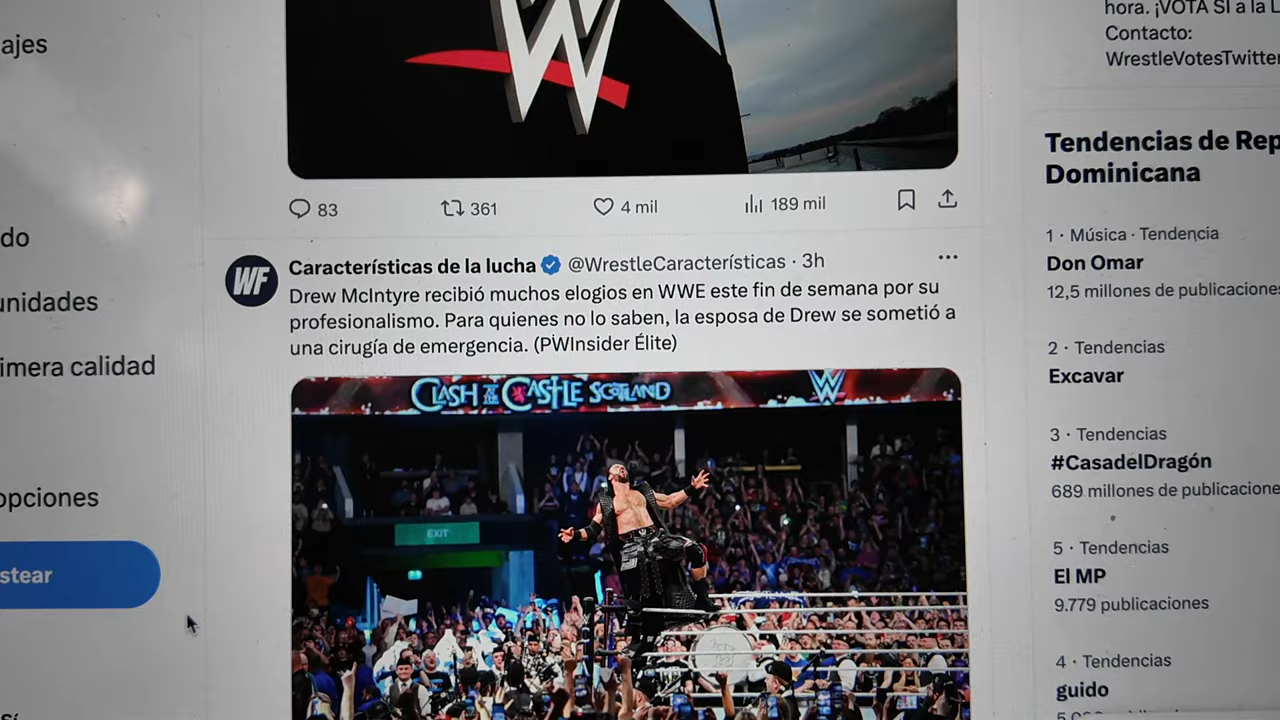 ajes
do
unidades
imera calidad
opciones
stear
W
83
361
4 mil
189 mil
WF
Características de la lucha @WrestleCaracterísticas · 3h
Drew McIntyre recibió muchos elogios en WWE este fin de semana por su
profesionalismo. Para quienes no lo saben, la esposa de Drew se sometió a
una cirugía de emergencia. (PWInsider Élite)
CLASH AT THE CASTLE SCOTLAND
W
EXIT
hora. ¡VOTA SÍ a la L
Contacto:
WrestleVotesTwitte
Tendencias de Rep
Dominicana
1 · Música · Tendencia
Don Omar
12,5 millones de publicacione
2 · Tendencias
Excavar
3 · Tendencias
#CasadelDragón
689 millones de publicacione
5 · Tendencias
El MP
9.779 publicaciones
4 · Tendencias
guido